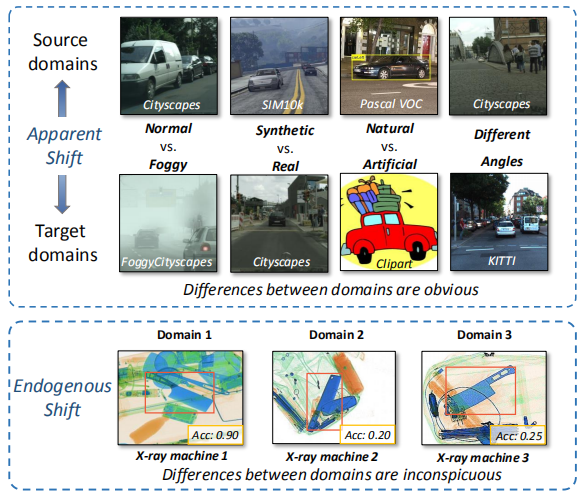 Source domains
Apparent Shift
Target domains
Cityscapes
SIM10k
Pascal VOC
Cityscapes
Normal vs. Foggy
Synthetic vs. Real
Natural vs. Artificial
Different Angles
FoggyCityscapes
Cityscapes
Clipart
KITTI
Differences between domains are obvious
Endogenous Shift
Domain 1
Domain 2
Domain 3
Acc: 0.90
Acc: 0.20
Acc: 0.25
X-ray machine 1
X-ray machine 2
X-ray machine 3
Differences between domains are inconspicuous